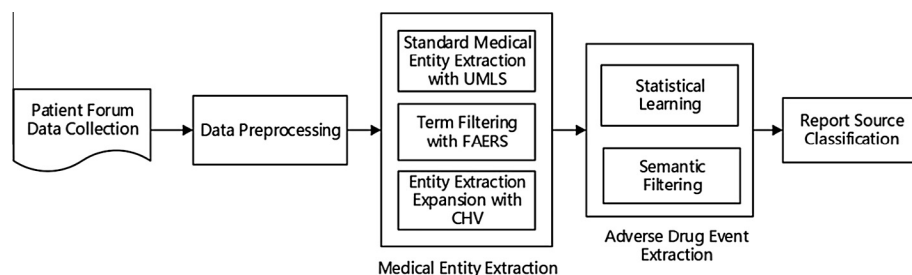 Patient Forum
Data Collection
Data Preprocessing
Standard Medical
Entity Extraction
with UMLS
Term Filtering
with FAERS
Entity Extraction
Expansion with
CHV
Medical Entity Extraction
Statistical
Learning
Semantic
Filtering
Adverse Drug Event
Extraction
Report Source
Classification